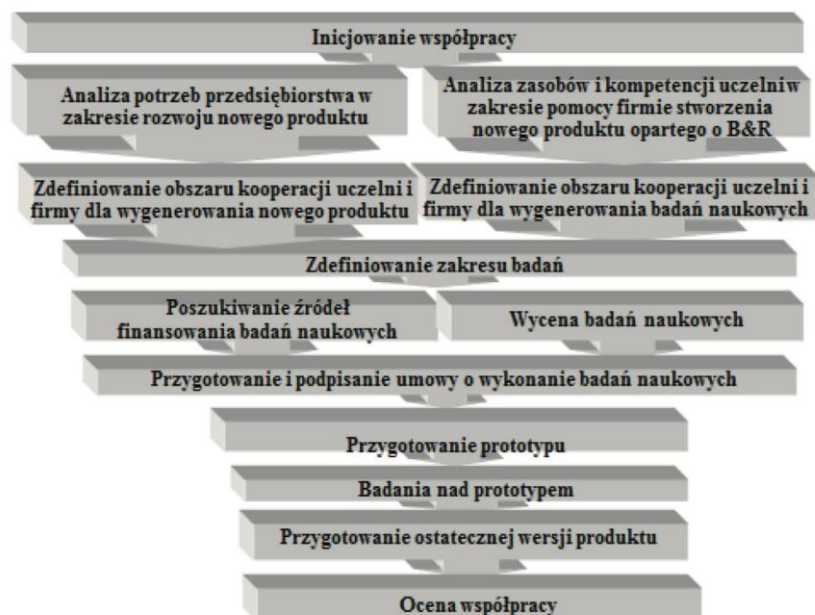 Inicjowanie współpracy
Analiza potrzeb przedsiębiorstwa w
zakresie rozwoju nowego produktu
Analiza zasobów i kompetencji uczelni w
zakresie pomocy firmie stworzenia
nowego produktu opartego o B&R
Zdefiniowanie obszaru kooperacji uczelni i
firmy dla wygenerowania nowego produktu
Zdefiniowanie obszaru kooperacji uczelni i
firmy dla wygenerowania badań naukowych
Zdefiniowanie zakresu badań
Poszukiwanie źródeł
finansowania badań naukowych
Wycena badań naukowych
Przygotowanie i podpisanie umowy o wykonanie badań naukowych
Przygotowanie prototypu
Badania nad prototypem
Przygotowanie ostatecznej wersji produktu
Ocena współpracy